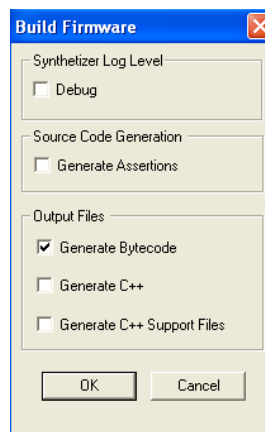 Build Firmware
Synthetizer Log Level
Debug
Source Code Generation
Generate Assertions
Output Files
Generate Bytecode
Generate C++
Generate C++ Support Files
OK
Cancel